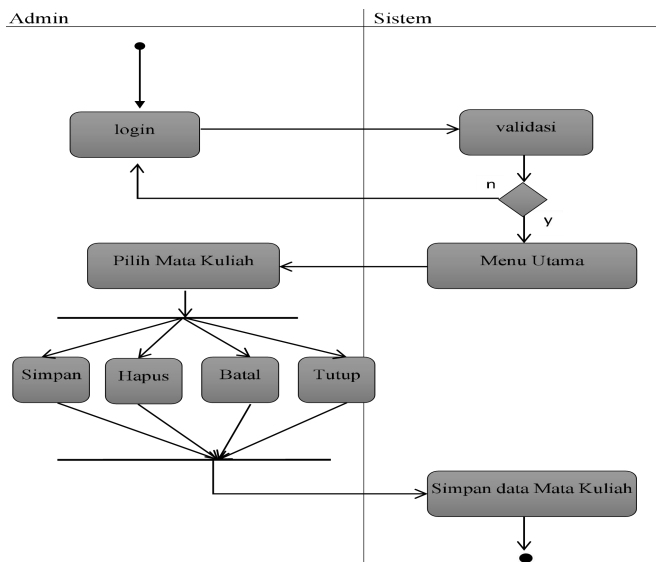 Admin
Sistem
login
validasi
n
y
Pilih Mata Kuliah
Menu Utama
Simpan
Hapus
Batal
Tutup
Simpan data Mata Kuliah